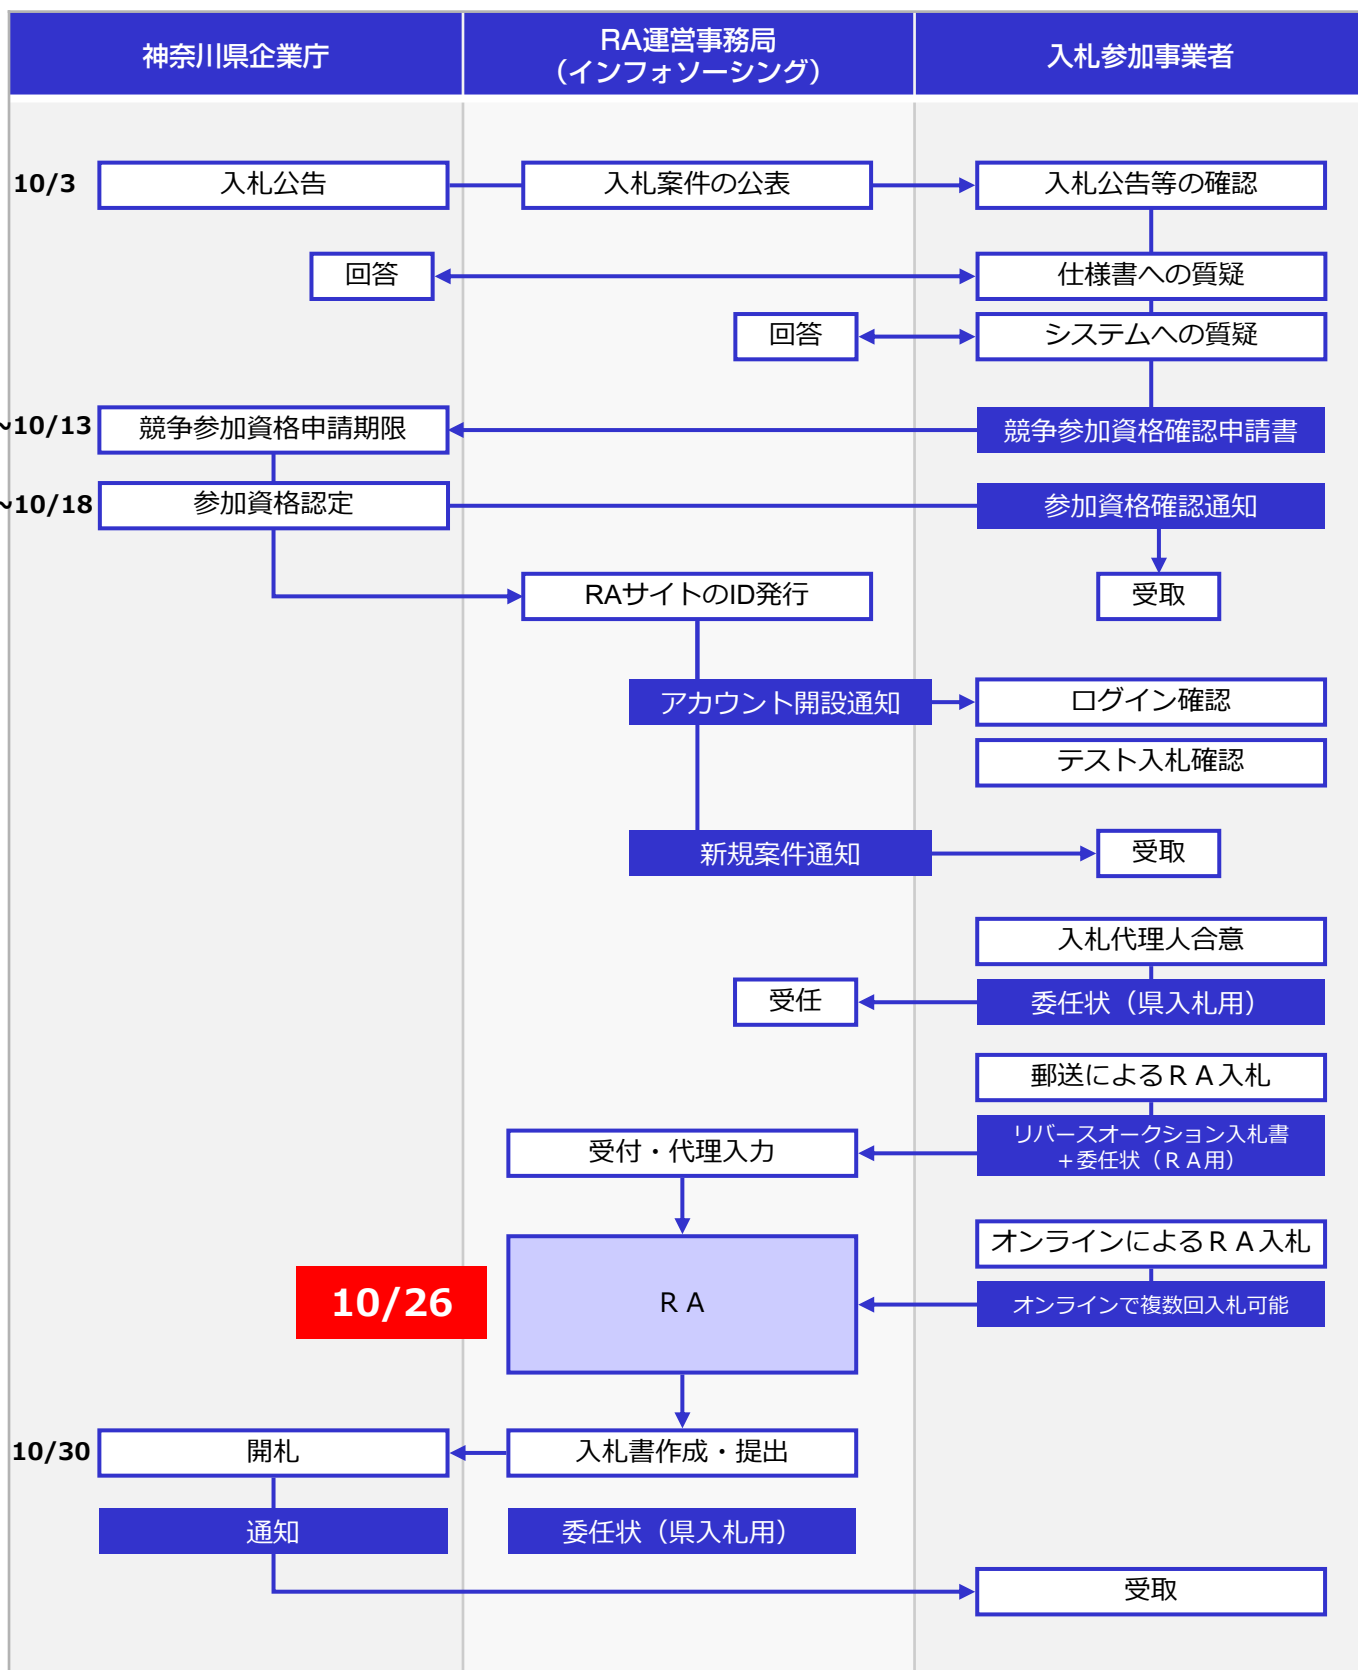 神奈川県企業庁
RA運営事務局
（インフォソーシング）
入札参加事業者
10/3
入札公告
入札案件の公表
入札公告等の確認
回答
仕様書への質疑
回答
システムへの質疑
~10/13
競争参加資格申請期限
競争参加資格確認申請書
~10/18
参加資格認定
参加資格確認通知
RAサイトのID発行
受取
アカウント開設通知
ログイン確認
テスト入札確認
新規案件通知
受取
入札代理人合意
受任
委任状（県入札用）
郵送によるＲＡ入札
受付・代理入力
リバースオークション入札書
＋委任状（ＲＡ用）
オンラインによるＲＡ入札
10/26
ＲＡ
オンラインで複数回入札可能
10/30
開札
入札書作成・提出
通知
委任状（県入札用）
受取